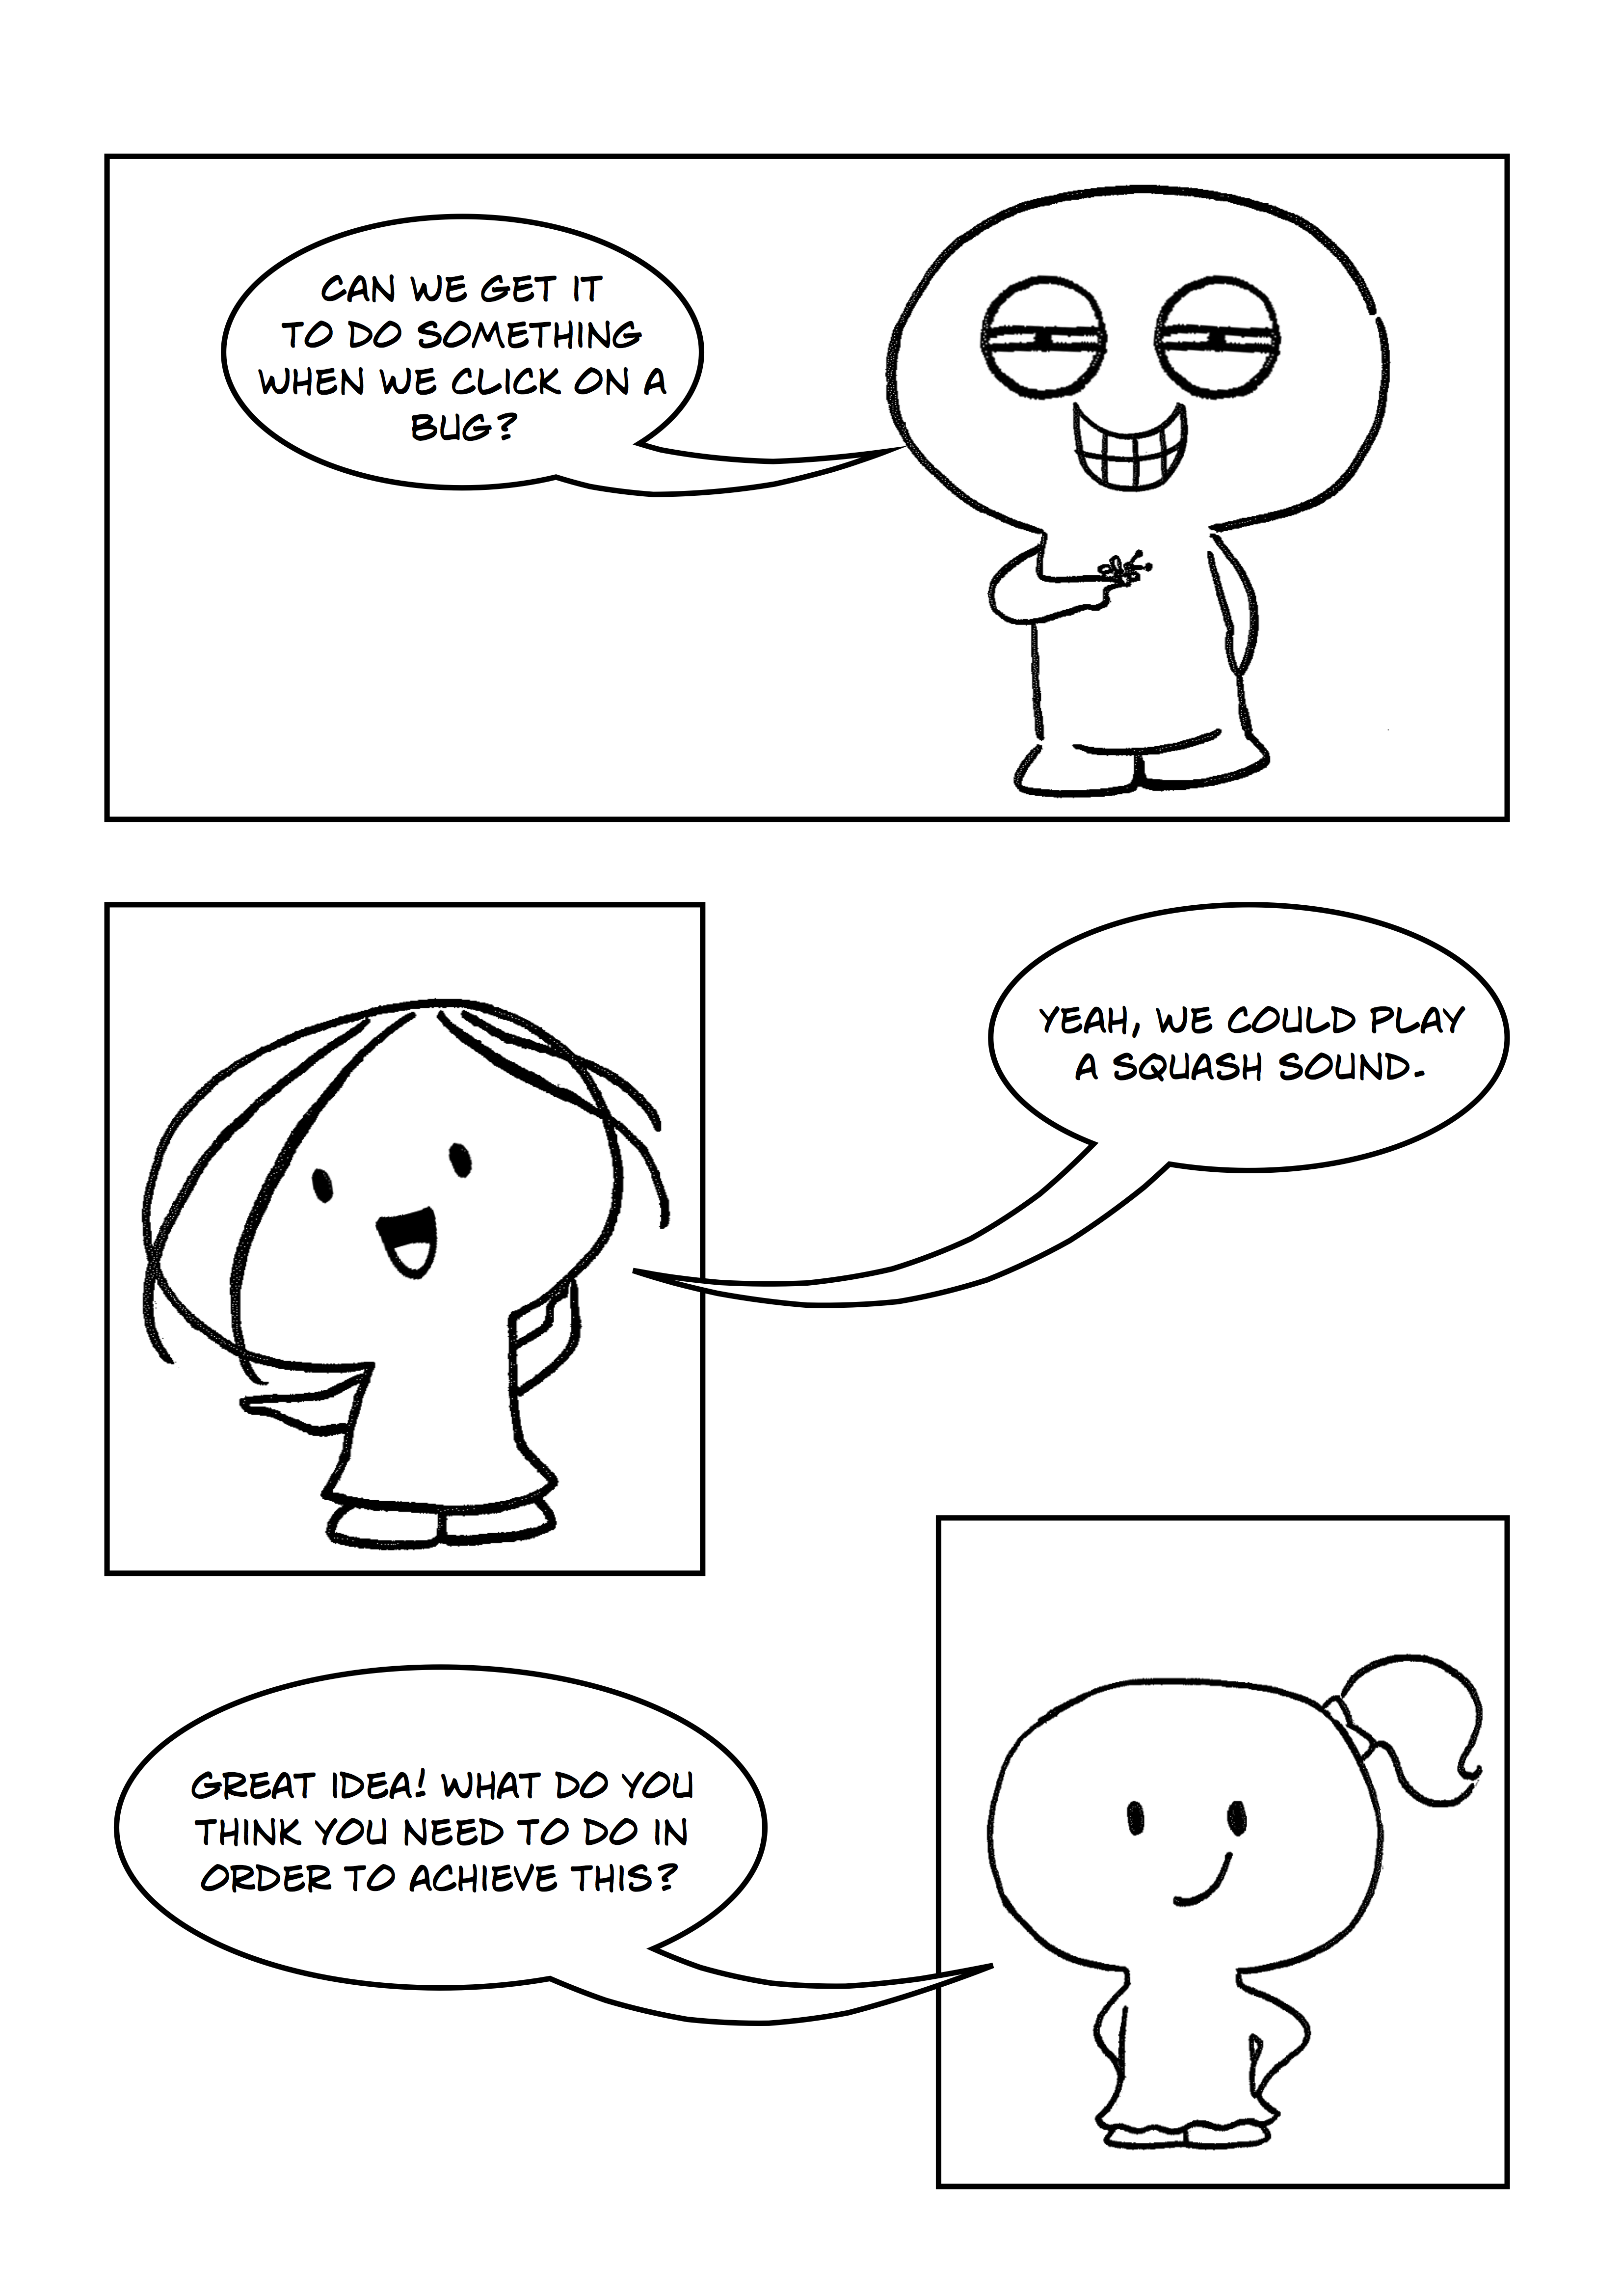 CAN WE GET IT
TO DO SOMETHING
WHEN WE CLICK ON A
BUG?
YEAH, WE COULD PLAY
A SQUASH SOUND.
GREAT IDEA! WHAT DO YOU
THINK YOU NEED TO DO IN
ORDER TO ACHIEVE THIS?